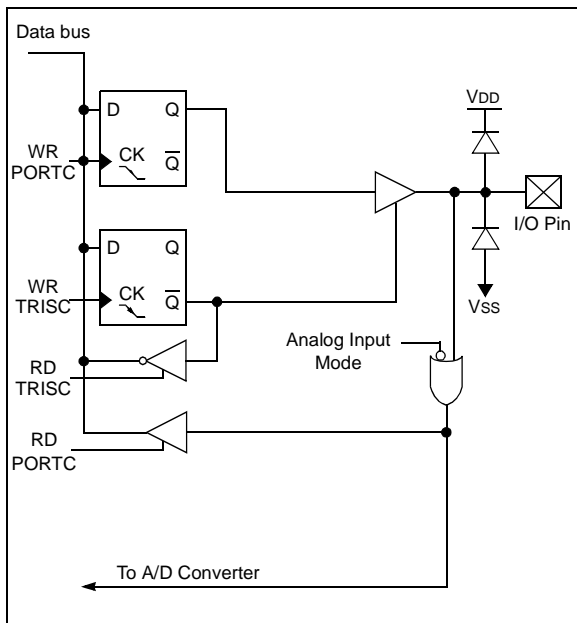 Data bus
D
Q
VDD
WR
PORTC
CK
Q
I/O Pin
D
Q
WR
TRISC
CK
Q
VSS
Analog Input
Mode
RD
TRISC
RD
PORTC
To A/D Converter